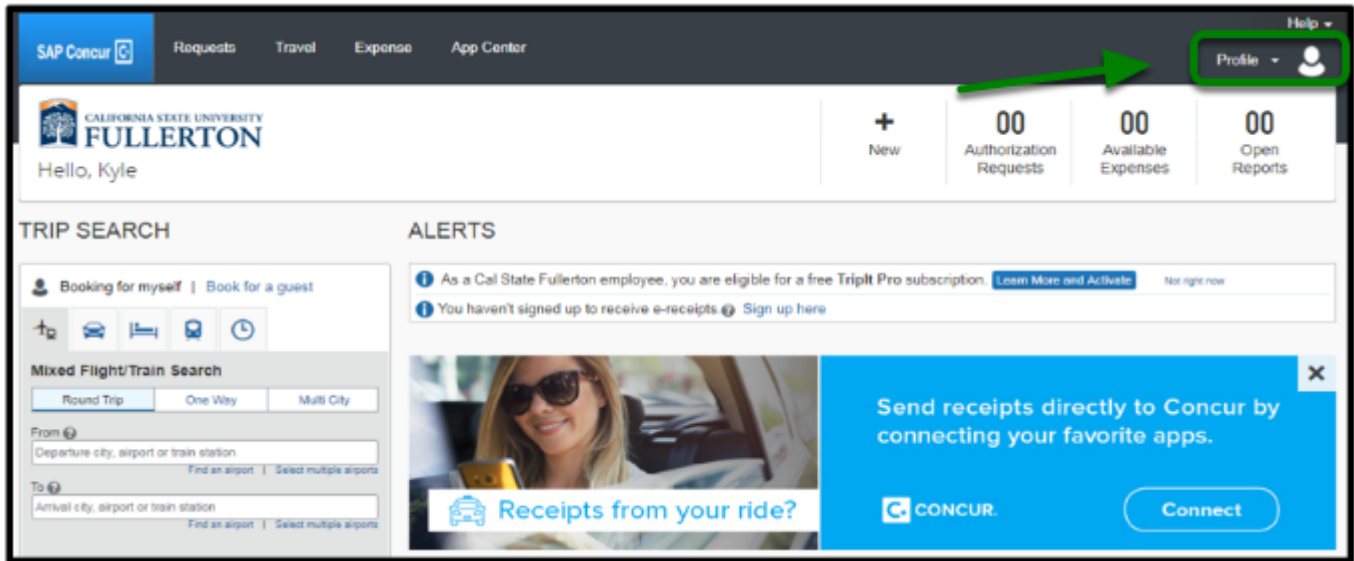 Help
SAP Concur C.
Requests Travel Expense App Center
Profile
CALIFORNIA STATE UNIVERSITY
FULLERTON
Hello, Kyle
+
New
00
Authorization
Requests
00
Available
Expenses
00
Open
Reports
TRIP SEARCH
Booking for myself | Book for a guest
Mixed Flight/Train Search
Round Trip One Way Multi City
From ?
Departure city, airport or train station
Find an airport | Select multiple airports
To ?
Arrival city, airport or train station
Find an airport | Select multiple airports
ALERTS
As a Cal State Fullerton employee, you are eligible for a free TripIt Pro subscription. Learn More and Activate Not right now
You haven't signed up to receive e-receipts ? Sign up here
Receipts from your ride?
Send receipts directly to Concur by
connecting your favorite apps.
C. CONCUR.
Connect